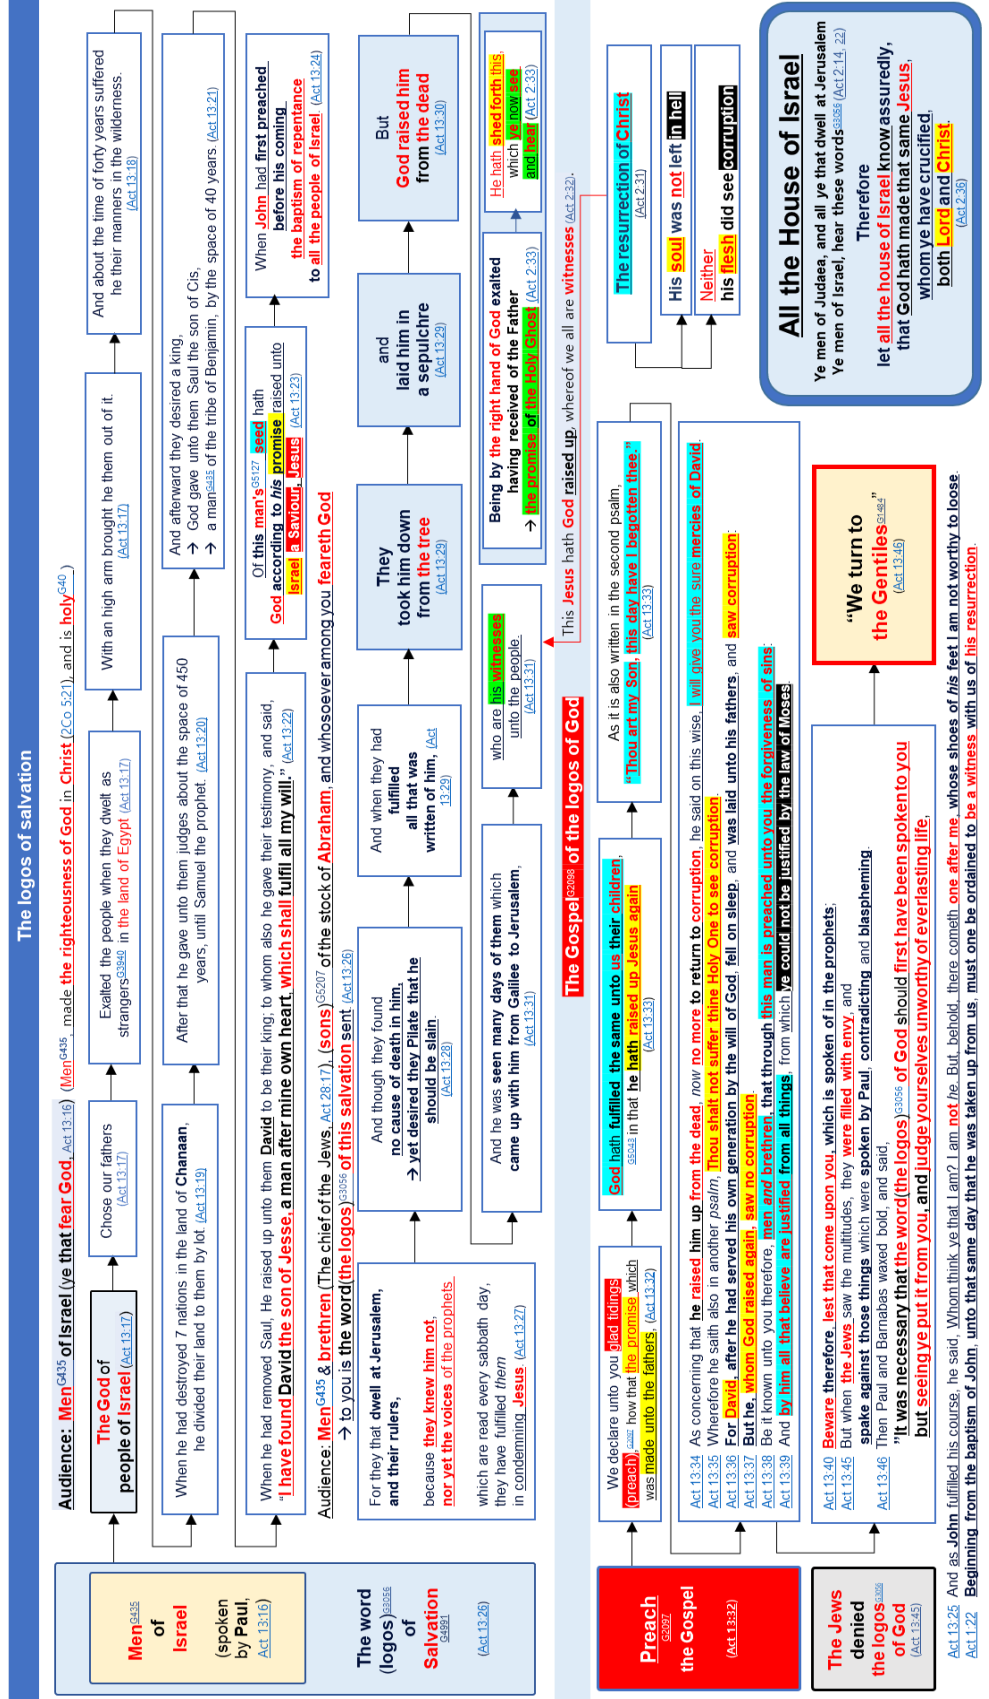 The logos of salvation
Audience: MenG435 of Israel (ye that fear God, Act 13:16) (MenG435, made the righteousness of God in Christ (2Co 5:21), and is holyG40 )
MenG435
of
Israel
(spoken
by Paul,
Act 13:16)
The God of
people of Israel (Act 13:17)
Chose our fathers
(Act 13:17)
Exalted the people when they dwelt as
strangersG3940 in the land of Egypt (Act 13:17)
With an high arm brought he them out of it.
(Act 13:17)
And about the time of forty years suffered
he their manners in the wilderness.
(Act 13:18)
When he had destroyed 7 nations in the land of Chanan,
he divided their land to them by lot. (Act 13:19)
After that he gave unto them judges about the space of 450
years, until Samuel the prophet. (Act 13:20)
And afterward they desired a king,
→ God gave unto them Saul the son of Cis,
→ a manG435 of the tribe of Benjamin, by the space of 40 years. (Act 13:21)
When he had removed Saul, He raised up unto them David to be their king; to whom also he gave their testimony, and said,
“I have found David the son of Jesse, a man after mine own heart, which shall fulfil all my will.” (Act 13:22)
Of this man's G5127 seed hath
God according to his promise raised unto
Israel a Saviour, Jesus (Act 13:23)
When John had first preached
before his coming
the baptism of repentance
to all the people of Israel. (Act 13:24)
Audience: MenG435 & brethren (The chief of the Jews, Act 28:17), (sons)G5207 of the stock of Abraham, and whosoever among you feareth God
→ to you is the word(the logos)G3056 of this salvation sent (Act 13:26)
The word
(logos)G3056
of
Salvation
G4991
(Act 13:26)
For they that dwell at Jerusalem,
and their rulers,
because they knew him not,
nor yet the voices of the prophets
which are read every sabbath day,
they have fulfilled them
in condemning Jesus. (Act 13:27)
And though they found
no cause of death in him,
→ yet desired they Pilate that he
should be slain.
(Act 13:28)
And when they had
fulfilled
all that was
written of him, (Act
13:29)
They
took him down
from the tree
(Act 13:29)
and
laid him in
a sepulchre
(Act 13:29)
But
God raised him
from the dead
(Act 13:30)
And he was seen many days of them which
came up with him from Galilee to Jerusalem,
(Act 13:31)
who are his witnesses
unto the people.
(Act 13:31)
Being by the right hand of God exalted
having received of the Father
→ the promise of the Holy Ghost (Act 2:33)
He hath shed forth this,
which ye now see
and hear (Act 2:33)
The GospelG2098 of the logos of God
This Jesus hath God raised up, whereof we all are witnesses (Act 2:32).
Preach
G2097
the Gospel
(Act 13:32)
We declare unto you glad tidings
(preach),G2097 how that the promise which
was made unto the fathers, (Act 13:32)
God hath fulfilled the same unto us their children,
G5043 in that he hath raised up Jesus again
(Act 13:33)
As it is also written in the second psalm,
“Thou art my Son, this day have I begotten thee.”
(Act 13:33)
The resurrection of Christ
(Act 2:31)
His soul was not left in hell
Neither
his flesh did see corruption
Act 13:34 As concerning that he raised him up from the dead, now no more to return to corruption, he said on this wise, I will give you the sure mercies of David.
Act 13:35 Wherefore he saith also in another psalm, Thou shalt not suffer thine Holy One to see corruption.
Act 13:36 For David, after he had served his own generation by the will of God, fell on sleep, and was laid unto his fathers, and saw corruption:
Act 13:37 But he, whom God raised again, saw no corruption.
Act 13:38 Be it known unto you therefore, men and brethren, that through this man is preached unto you the forgiveness of sins:
Act 13:39 And by him all that believe are justified from all things, from which ye could not be justified by the law of Moses.
The Jews
denied
the logosG3056
of God
(Act 13:45)
Act 13:40 Beware therefore, lest that come upon you, which is spoken of in the prophets;
Act 13:45 But when the Jews saw the multitudes, they were filled with envy, and
spake against those things which were spoken by Paul, contradicting and blaspheming.
Act 13:46 Then Paul and Barnabas waxed bold, and said,
"It was necessary that the word(the logos)G3056 of God should first have been spoken to you
but seeing ye put it from you, and judge yourselves unworthy of everlasting life,
“We turn to
the GentilesG1484”
(Act 13:46)
All the House of Israel
Ye men of Judaea, and all ye that dwell at Jerusalem
Ye men of Israel, hear these wordsG3056 (Act 2:14, 22)
Therefore
let all the house of Israel know assuredly,
that God hath made that same Jesus,
whom ye have crucified,
both Lord and Christ.
(Act 2:36)
Act 13:25 And as John fulfilled his course, he said, Whom think ye that I am? I am not he. But, behold, there cometh one after me, whose shoes of his feet I am not worthy to loose.
Act 1:22 Beginning from the baptism of John, unto that same day that he was taken up from us, must one be ordained to be a witness with us of his resurrection.